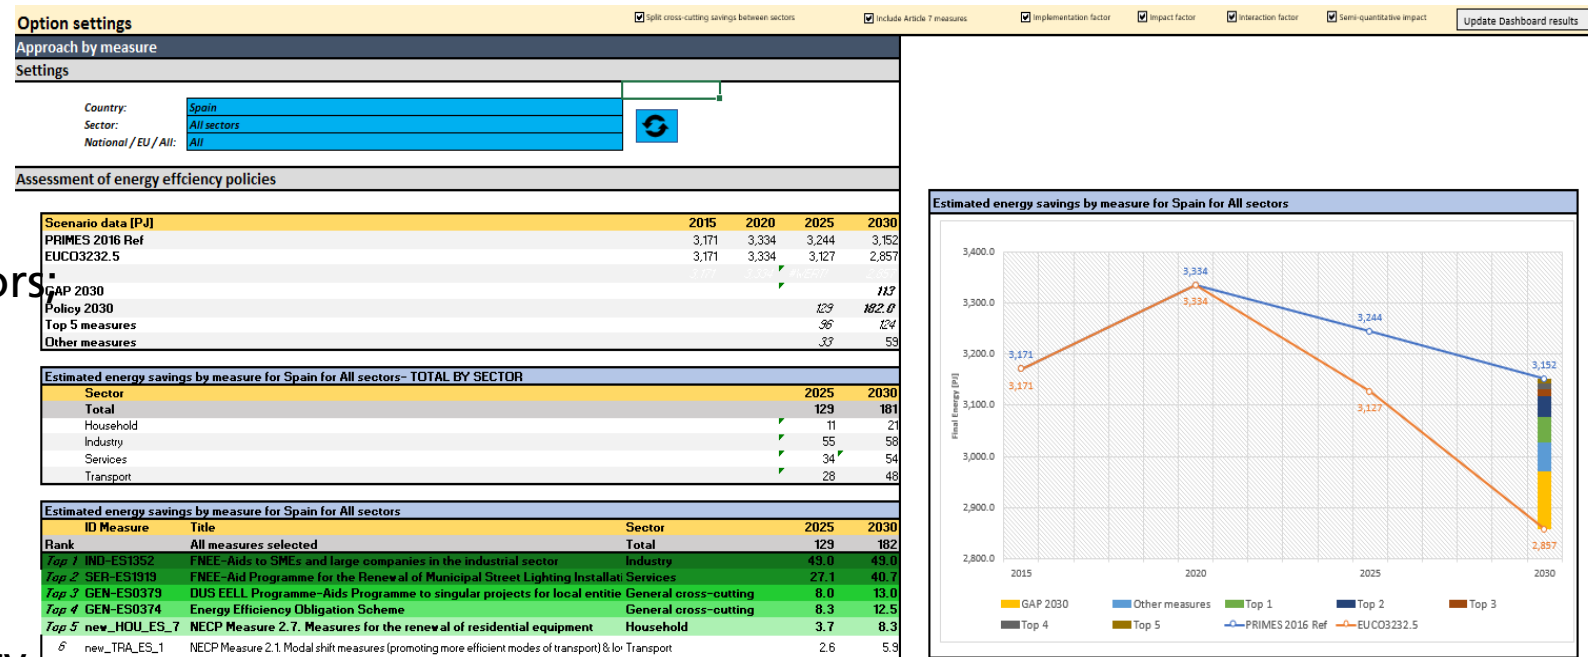 Option settings
Split cross-cutting savings between sectors
Include Article 7 measures
Implementation factor
Impact factor
Interaction factor
Semi-quantitative impact
Update Dashboard results
Approach by measure
Settings
Country: Spain
Sector: All sectors
National / EU / All: All
Assessment of energy effciency policies
Scenario data [PJ] 2015 2020 2025 2030
PRIMES 2016 Ref 3,171 3,334 3,244 3,152
EUCO3232.5 3,171 3,334 3,127 2,857
3,171 3,334 2,857
ors;
GAP 2030 113
Policy 2030 129 182.0
Top 5 measures 96 124
Other measures 33 59
Estimated energy savings by measure for Spain for All sectors- TOTAL BY SECTOR
Sector 2025 2030
Total 129 181
Household 11 21
Industry 55 58
Services 34 54
Transport 28 48
Estimated energy savings by measure for Spain for All sectors
ID Measure Title Sector 2025 2030
Rank All measures selected Total 129 182
Top 1 IND-ES1352 FNEE-Aids to SMEs and large companies in the industrial sector Industry 49.0 49.0
Top 2 SER-ES1919 FNEE-Aid Programme for the Renewal of Municipal Street Lighting Installati Services 27.1 40.7
Top 3 GEN-ES0379 DUS EELL Programme-Aids Programme to singular projects for local entitie General cross-cutting 8.0 13.0
Top 4 GEN-ES0374 Energy Efficiency Obligation Scheme General cross-cutting 8.3 12.5
Top 5 new_HOU_ES_7 NECP Measure 2.7. Measures for the renewal of residential equipment Household 3.7 8.3
6 new_TRA_ES_1 NECP Measure 2.1. Modal shift measures (promoting more efficient modes of transport) & lo Transport 2.6 5.9
Estimated energy savings by measure for Spain for All sectors
Final Energy [PJ]
3,400.0
3,300.0
3,200.0
3,100.0
3,000.0
2,900.0
2,800.0
3,171
3,171
3,334
3,334
3,244
3,127
3,152
2,857
2015 2020 2025 2030
GAP 2030 Other measures Top 1 Top 2 Top 3
Top 4 Top 5 PRIMES 2016 Ref EUCO3232.5